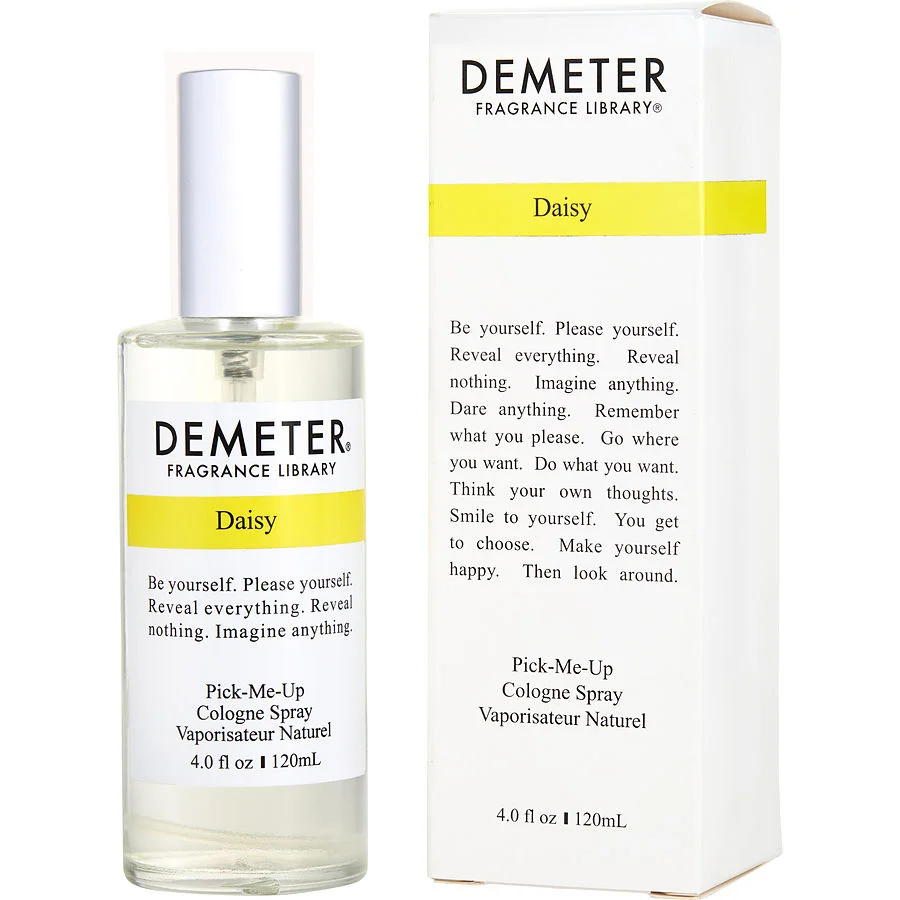 DEMETER®
FRAGRANCE LIBRARY
Daisy
Be yourself. Please yourself.
Reveal everything. Reveal
nothing. Imagine anything.
Pick-Me-Up
Cologne Spray
Vaporisateur Naturel
4.0 fl oz ▮ 120mL
DEMETER
FRAGRANCE LIBRARY®
Daisy
Be yourself. Please yourself.
Reveal everything. Reveal
nothing. Imagine anything.
Dare anything. Remember
what you please. Go where
you want. Do what you want.
Think your own thoughts.
Smile to yourself. You get
to choose. Make yourself
happy. Then look around.
Pick-Me-Up
Cologne Spray
Vaporisateur Naturel
4.0 fl oz ▮ 120mL